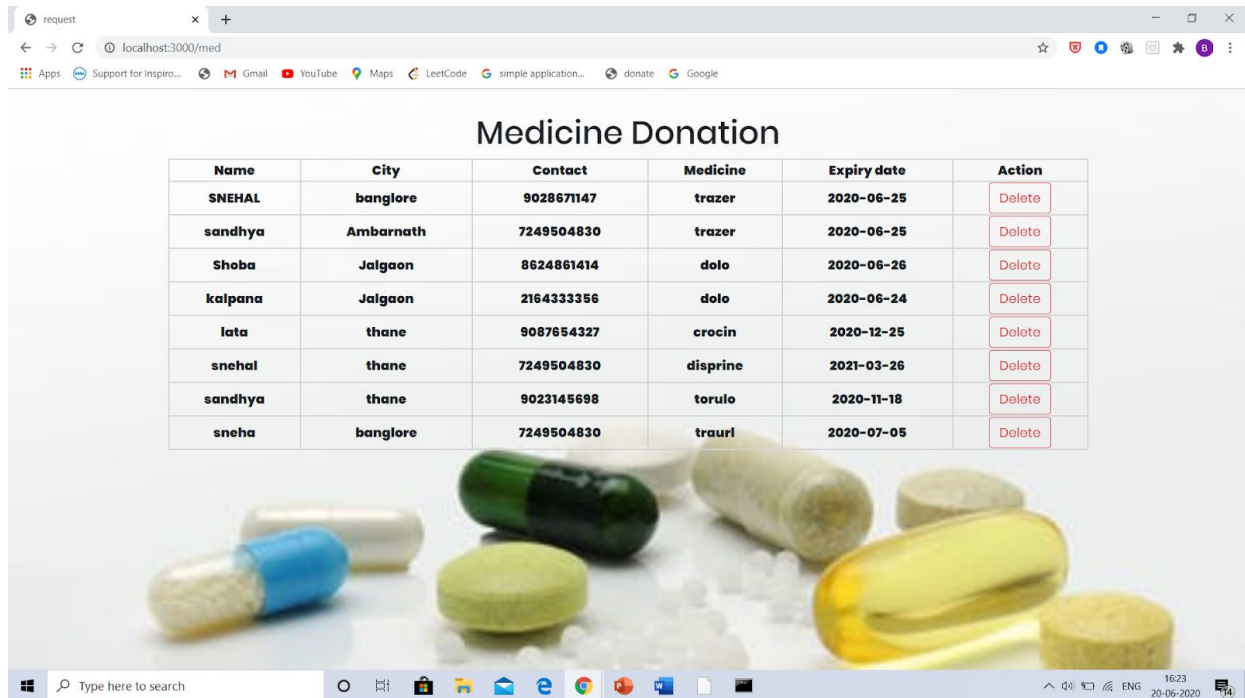 request
localhost:3000/med
B
Apps Support for Inspiro... Gmail YouTube Maps LeetCode simple application... donate Google
Medicine Donation
Name City Contact Medicine Expiry date Action
SNEHAL banglore 9028671147 trazer 2020-06-25 Delete
sandhya Ambarnath 7249504830 trazer 2020-06-25 Delete
Shoba Jalgaon 8624861414 dolo 2020-06-26 Delete
kalpana Jalgaon 2164333356 dolo 2020-06-24 Delete
lata thane 9087654327 crocin 2020-12-25 Delete
snehal thane 7249504830 disprine 2021-03-26 Delete
sandhya thane 9023145698 torulo 2020-11-18 Delete
sneha banglore 7249504830 traurl 2020-07-05 Delete
Type here to search
ENG
16:23
20-06-2020
14